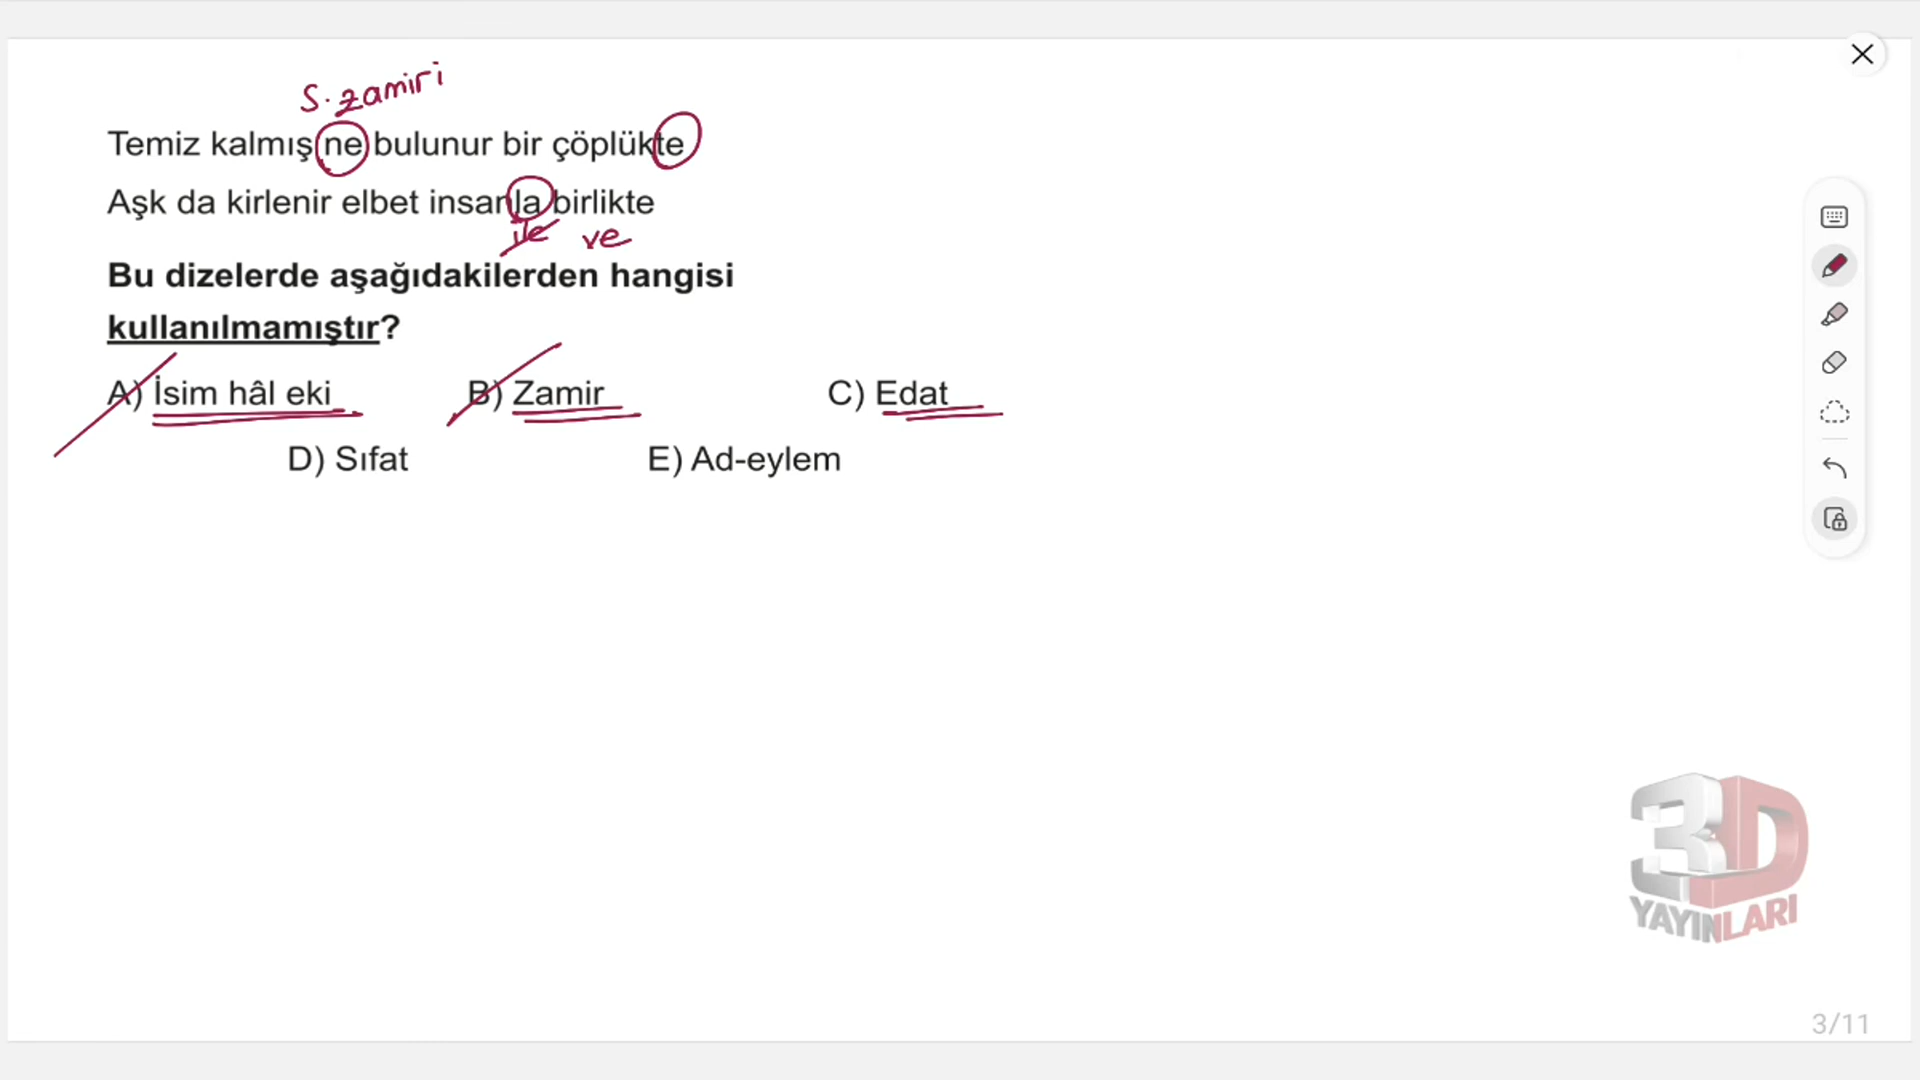 S. zamiri
Temiz kalmış ne bulunur bir çöplükte
Aşk da kirlenir elbet insanla birlikte
ile ve
Bu dizelerde aşağıdakilerden hangisi
kullanılmamıştır?
A) İsim hâl eki B) Zamir C) Edat
D) Sıfat E) Ad-eylem
3D
YAYINLARI
3/11